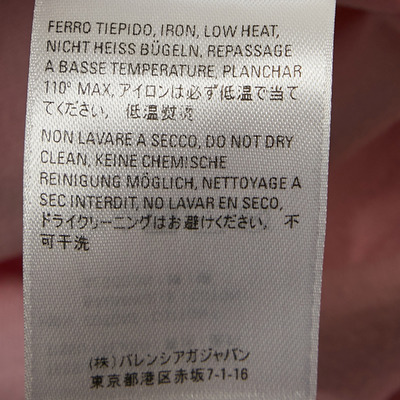 FERRO TIEPIDO, IRON, LOW HEAT,
NICHT HEISS BÜGELN, REPASSAGE
A BASSE TEMPERATURE, PLANCHAR
110° MAX, アイロンは必ず低温で当て
てください。 低温熨烫
NON LAVARE A SECCO, DO NOT DRY
CLEAN, KEINE CHEMISCHE
REINIGUNG MÖGLICH, NETTOYAGE A
SEC INTERDIT, NO LAVAR EN SECO,
ドライクリーニングはお避けください。 不
可干洗
(株)バレンシアガジャパン
東京都港区赤坂7-1-16